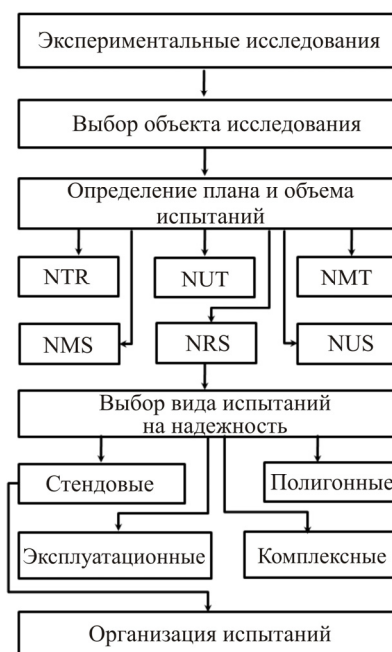 Экспериментальные исследования
Выбор объекта исследования
Определение плана и объема
испытаний
NTR
NUT
NMT
NMS
NRS
NUS
Выбор вида испытаний
на надежность
Стендовые
Полигонные
Эксплуатационные
Комплексные
Организация испытаний